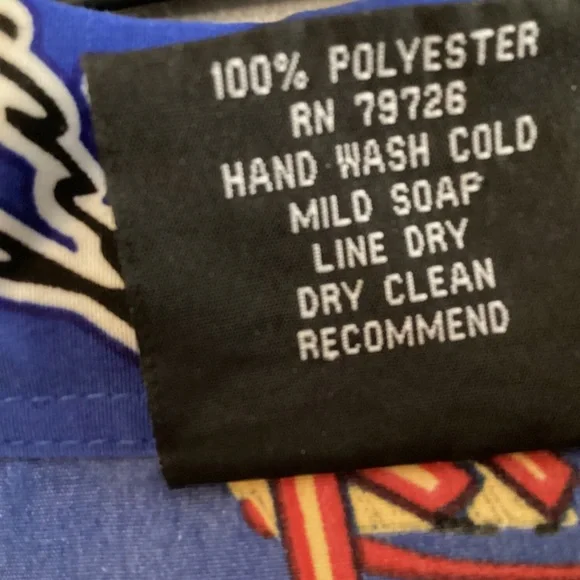 100% POLYESTER
RN 79726
HAND WASH COLD
MILD SOAP
LINE DRY
DRY CLEAN
RECOMMEND